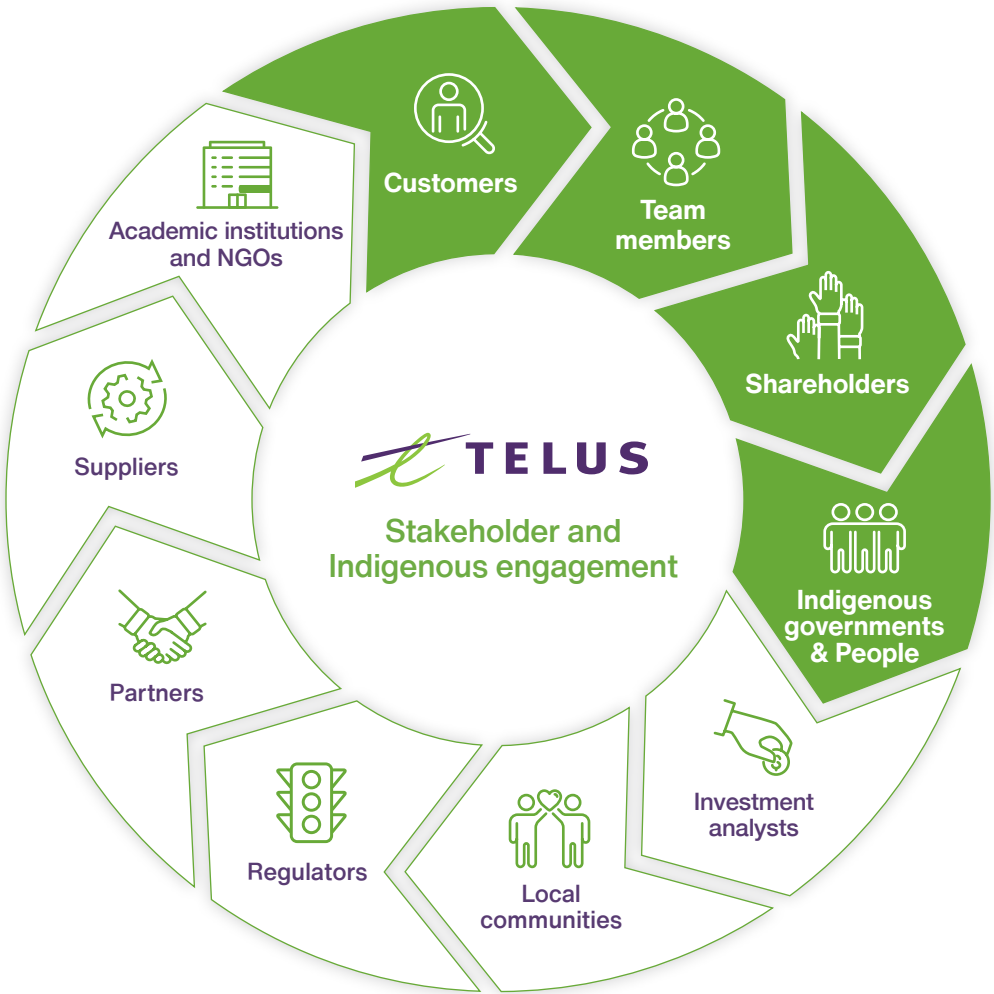 Customers
Team
members
Shareholders
Indigenous
governments
& People
Investment
analysts
Local
communities
Regulators
Partners
Suppliers
Academic institutions
and NGOs
TELUS
Stakeholder and
Indigenous engagement